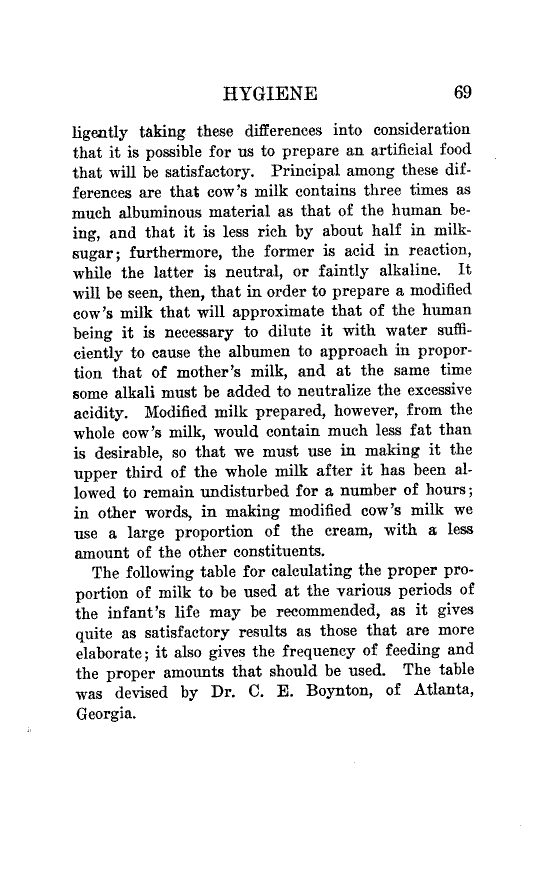 HYGIENE 69
ligently taking these differences into consideration
that it is possible for us to prepare an artificial food
that will be satisfactory. Principal among these dif-
ferences are that cow's milk contains three times as
much albuminous material as that of the human be-
ing, and that it is less rich by about half in milk-
sugar; furthermore, the former is acid in reaction,
while the latter is neutral, or faintly alkaline. It
will be seen, then, that in order to prepare a modified
cow's milk that will approximate that of the human
being it is necessary to dilute it with water suffi-
ciently to cause the albumen to approach in propor-
tion that of mother's milk, and at the same time
some alkali must be added to neutralize the excessive
acidity. Modified milk prepared, however, from the
whole cow's milk, would contain much less fat than
is desirable, so that we must use in making it the
upper third of the whole milk after it has been al-
lowed to remain undisturbed for a number of hours;
in other words, in making modified cow's milk we
use a large proportion of the cream, with a less
amount of the other constituents.
The following table for calculating the proper pro-
portion of milk to be used at the various periods of
the infant's life may be recommended, as it gives
quite as satisfactory results as those that are more
elaborate; it also gives the frequency of feeding and
the proper amounts that should be used. The table
was devised by Dr. C. E. Boynton, of Atlanta,
Georgia.